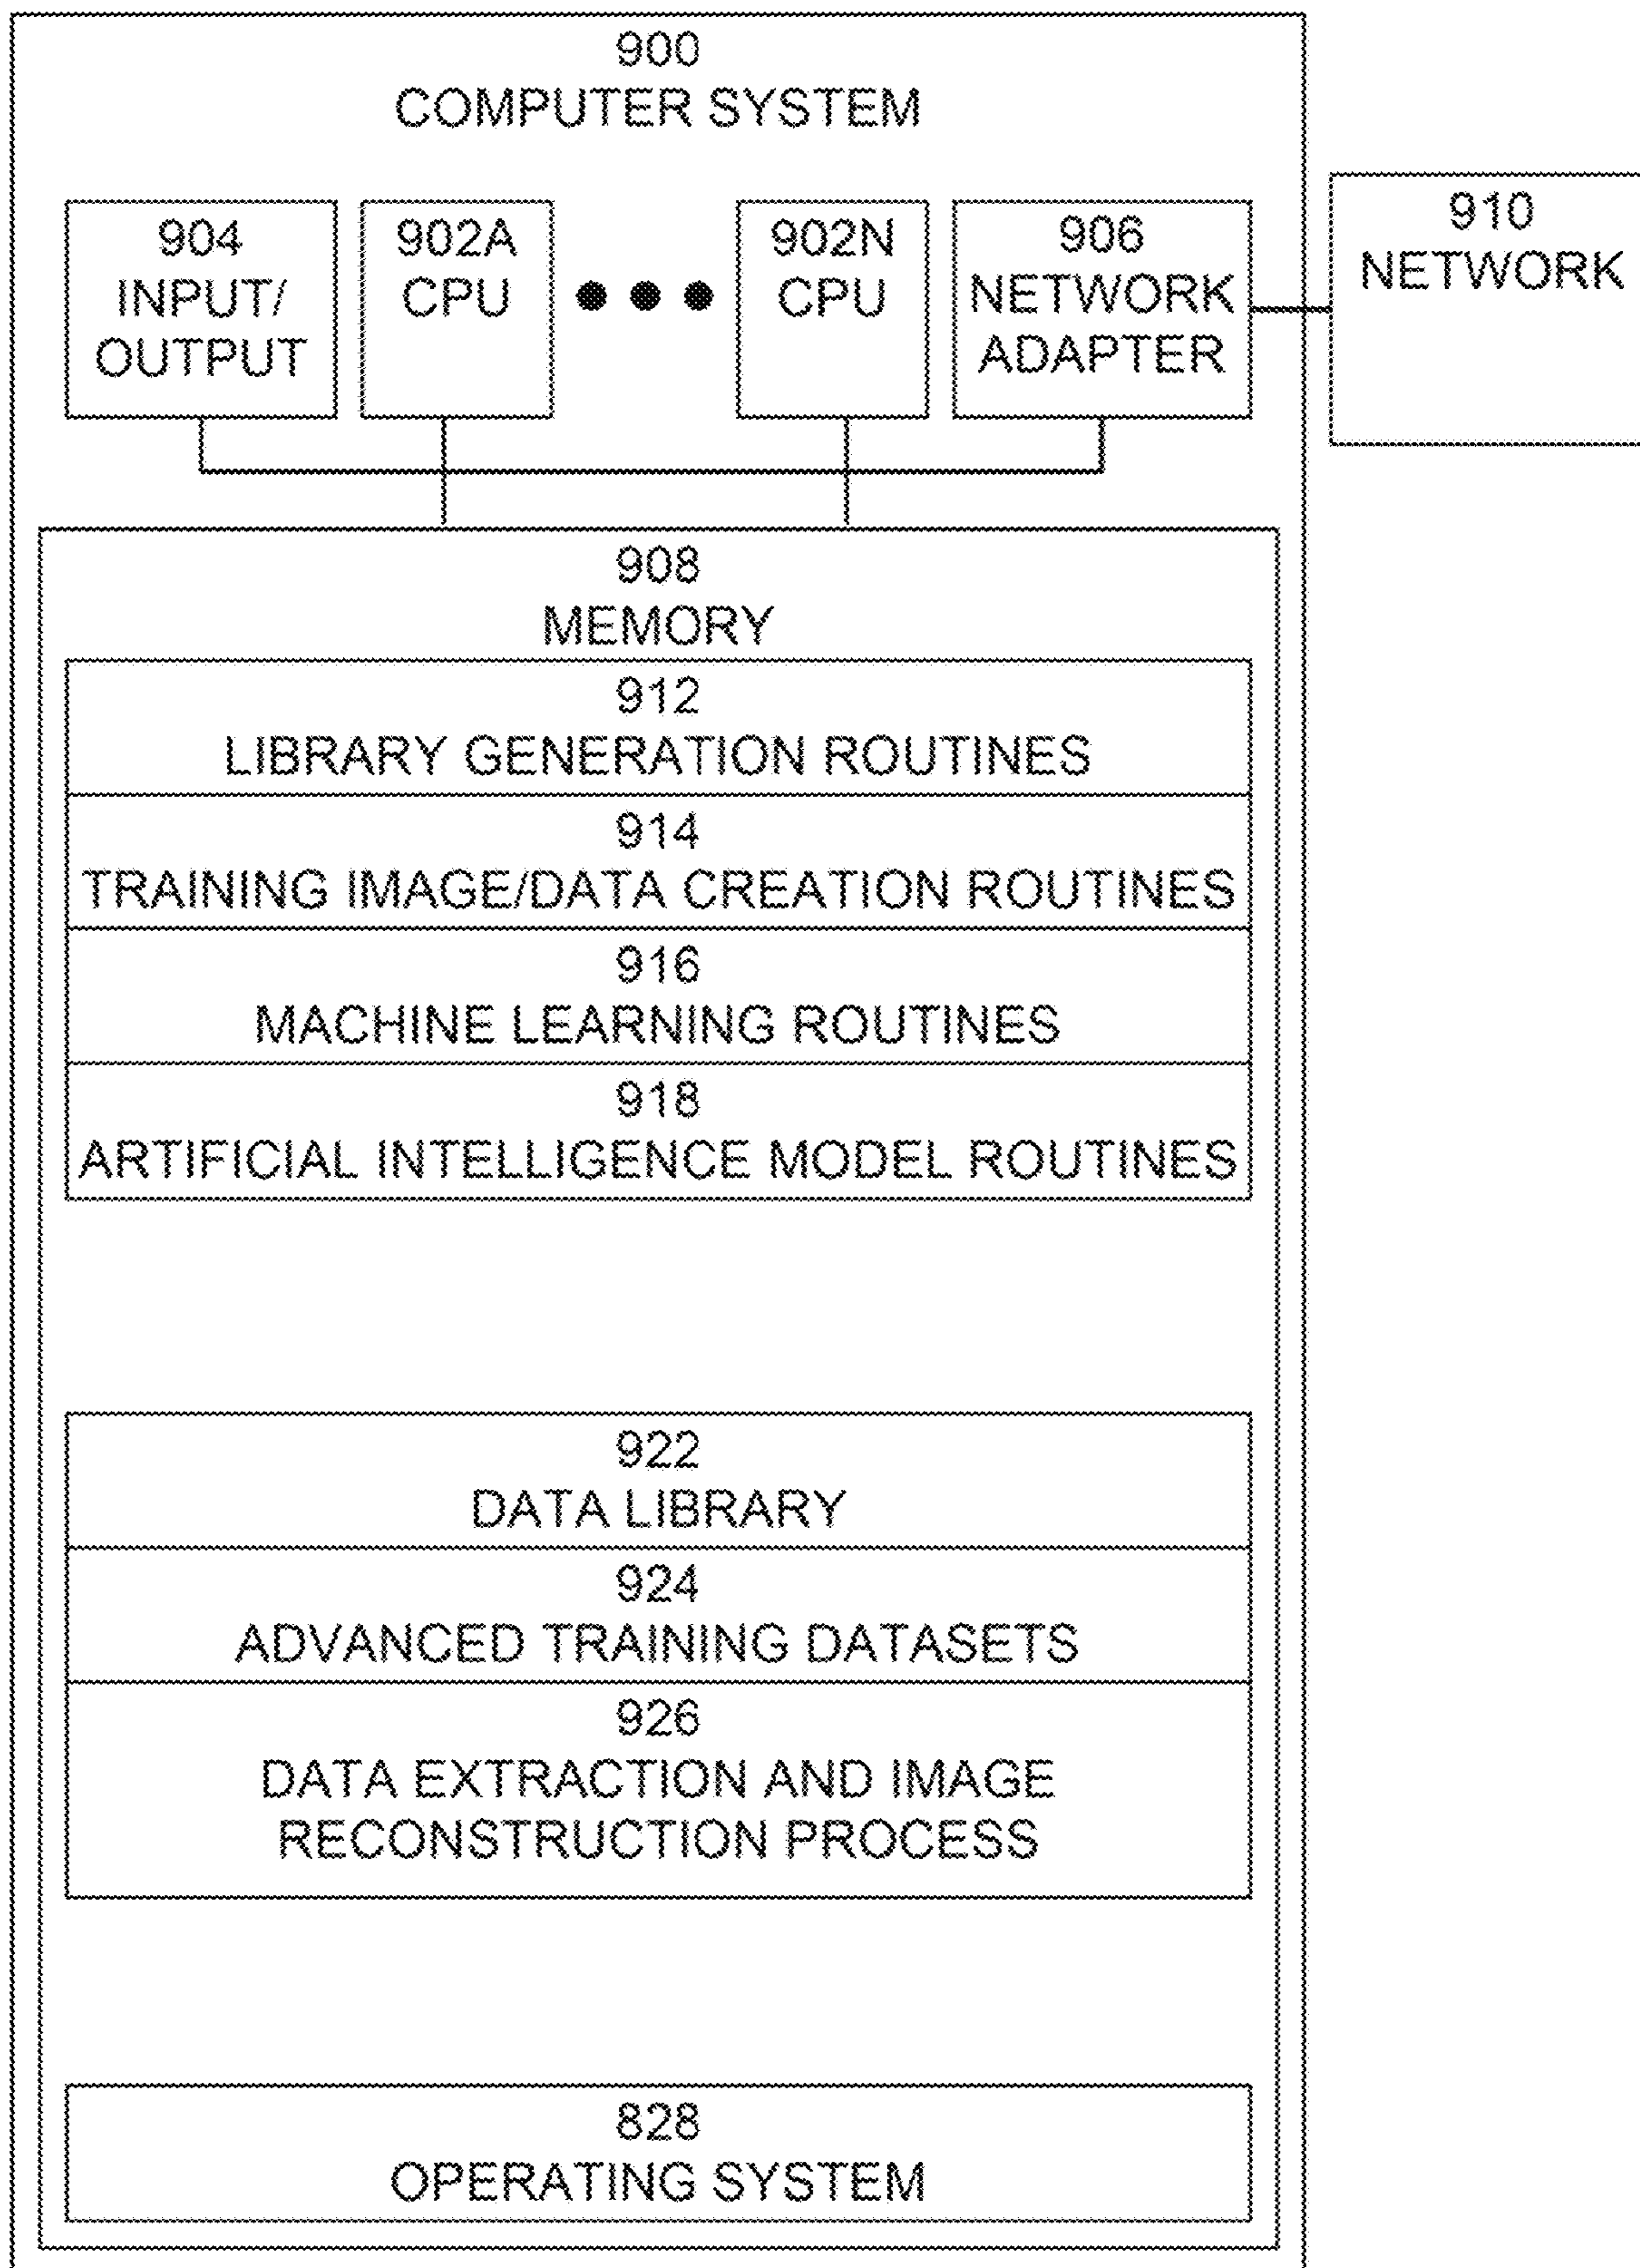 900
COMPUTER SYSTEM
904
INPUT/
OUTPUT
902A
CPU
902N
CPU
906
NETWORK
ADAPTER
910
NETWORK
908
MEMORY
912
LIBRARY GENERATION ROUTINES
914
TRAINING IMAGE/DATA CREATION ROUTINES
916
MACHINE LEARNING ROUTINES
918
ARTIFICIAL INTELLIGENCE MODEL ROUTINES
922
DATA LIBRARY
924
ADVANCED TRAINING DATASETS
926
DATA EXTRACTION AND IMAGE
RECONSTRUCTION PROCESS
828
OPERATING SYSTEM